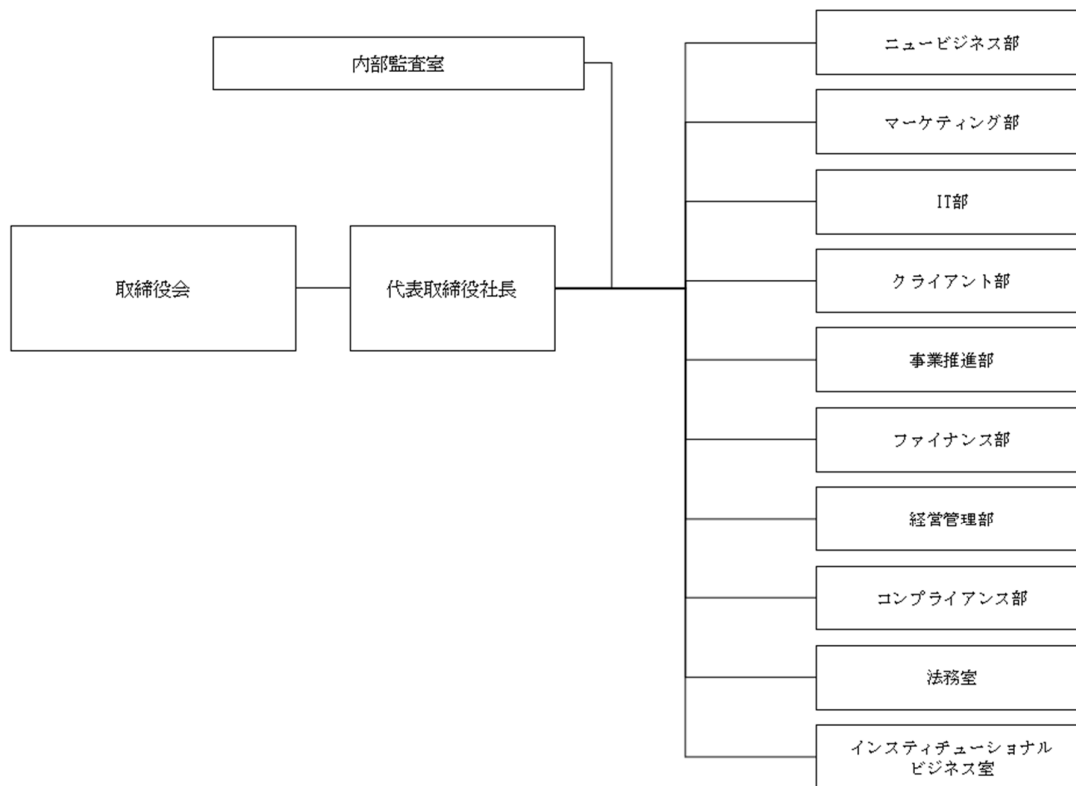 内部監査室
取締役会
代表取締役社長
ニュービジネス部
マーケティング部
IT部
クライアント部
事業推進部
ファイナンス部
経営管理部
コンプライアンス部
法務室
インスティチューショナル
ビジネス室